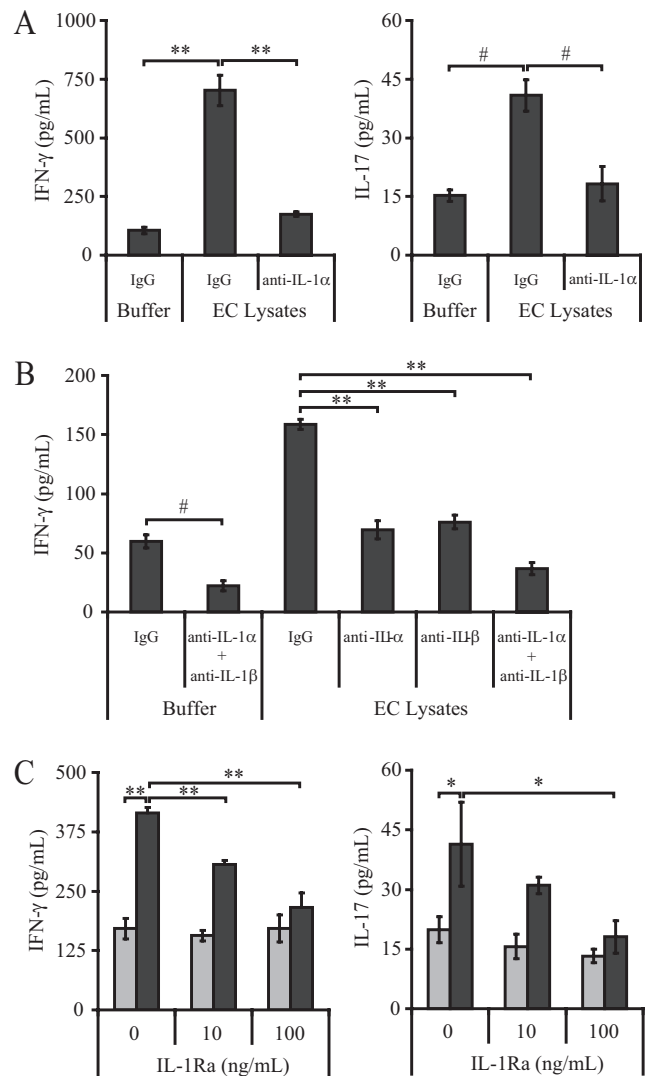 A
IFN-γ (pg/mL)
1000
750
500
250
0
**
**
IgG
IgG
anti-IL-1α
Buffer
EC Lysates
IL-17 (pg/mL)
60
45
30
15
0
#
#
IgG
IgG
anti-IL-1α
Buffer
EC Lysates
B
IFN-γ (pg/mL)
200
150
100
50
0
#
**
**
**
IgG
anti-IL-1α
+
anti-IL-1β
IgG
anti-IL-α
anti-IL-β
anti-IL-1α
+
anti-IL-1β
Buffer
EC Lysates
C
IFN-γ (pg/mL)
500
375
250
125
0
**
**
**
0
10
100
IL-1Ra (ng/mL)
IL-17 (pg/mL)
60
45
30
15
0
*
*
0
10
100
IL-1Ra (ng/mL)